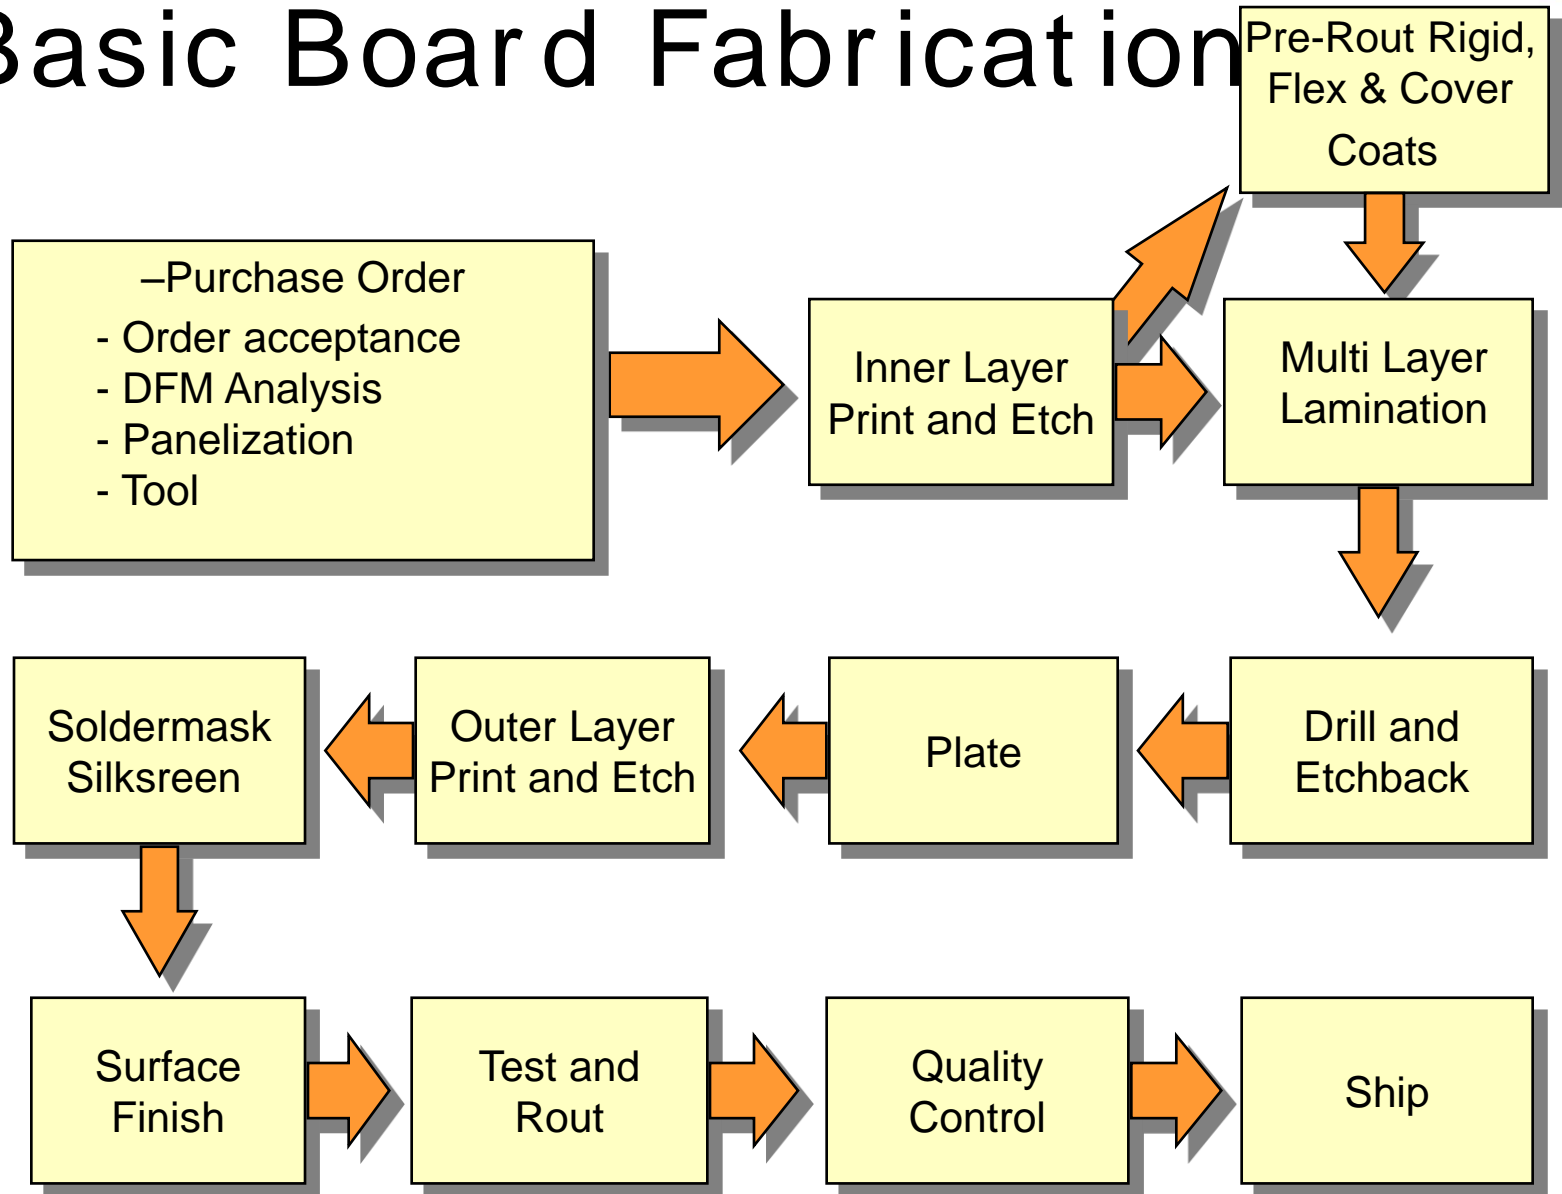 Basic Board Fabrication
Pre-Rout Rigid,
Flex & Cover
Coats
–Purchase Order
- Order acceptance
- DFM Analysis
- Panelization
- Tool
Inner Layer
Print and Etch
Multi Layer
Lamination
Soldermask
Silksreen
Outer Layer
Print and Etch
Plate
Drill and
Etchback
Surface
Finish
Test and
Rout
Quality
Control
Ship